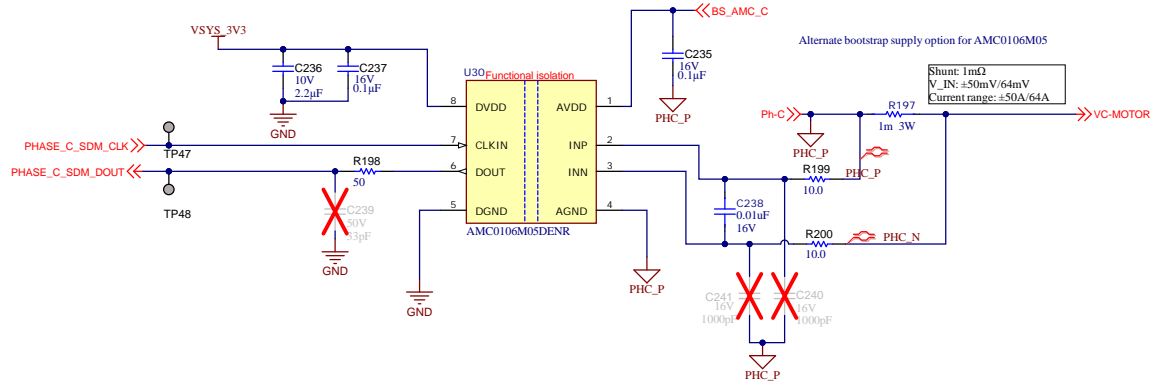 BS_AMC_C
VSYS_3V3
Alternate bootstrap supply option for AMC0106M05
C236
10V
2.2µF
C237
16V
0.1µF
C235
16V
0.1µF
U30
Functional isolation
Shunt: 1mΩ
V_IN: ±50mV/64mV
Current range: ±50A/64A
GND
8
DVDD
AVDD
1
PHC_P
Ph-C
R197
1m 3W
VC-MOTOR
PHASE_C_SDM_CLK
TP47
7
CLKIN
INP
2
PHC_P
PHC_P
PHASE_C_SDM_DOUT
TP48
R198
50
6
DOUT
INN
3
R199
10.0
C239
50V
33pF
GND
5
DGND
AGND
4
AMC0106M05DENR
C238
0.01uF
16V
PHC_N
R200
10.0
GND
PHC_P
C241
16V
1000pF
C240
16V
1000pF
PHC_P